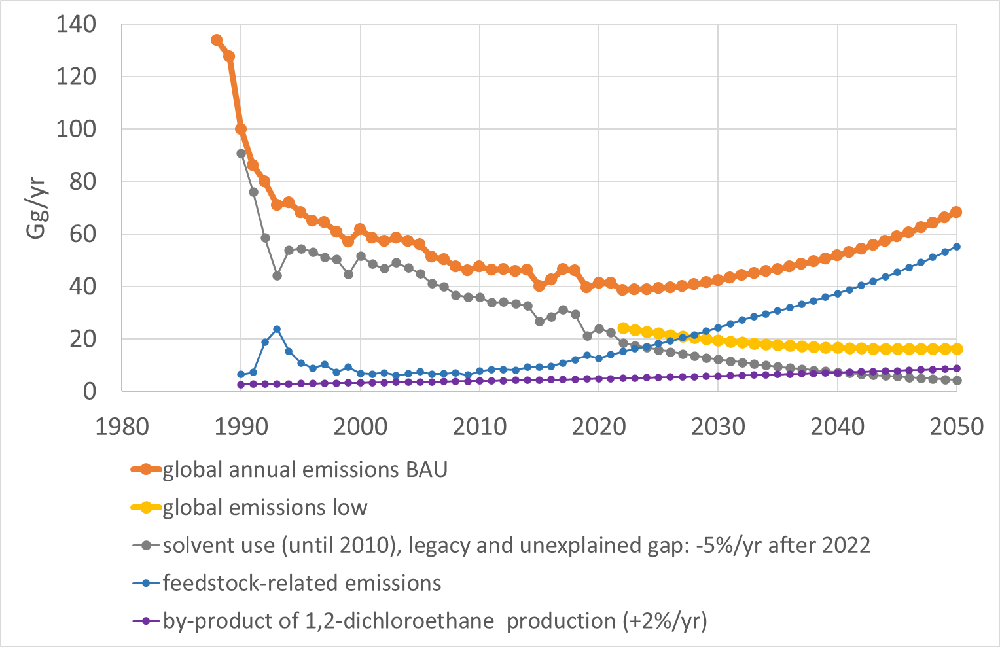 140
120
100
80
60
40
20
0
Gg/yr
1980 1990 2000 2010 2020 2030 2040 2050
global annual emissions BAU
global emissions low
solvent use (until 2010), legacy and unexplained gap: -5%/yr after 2022
feedstock-related emissions
by-product of 1,2-dichloroethane  production (+2%/yr)